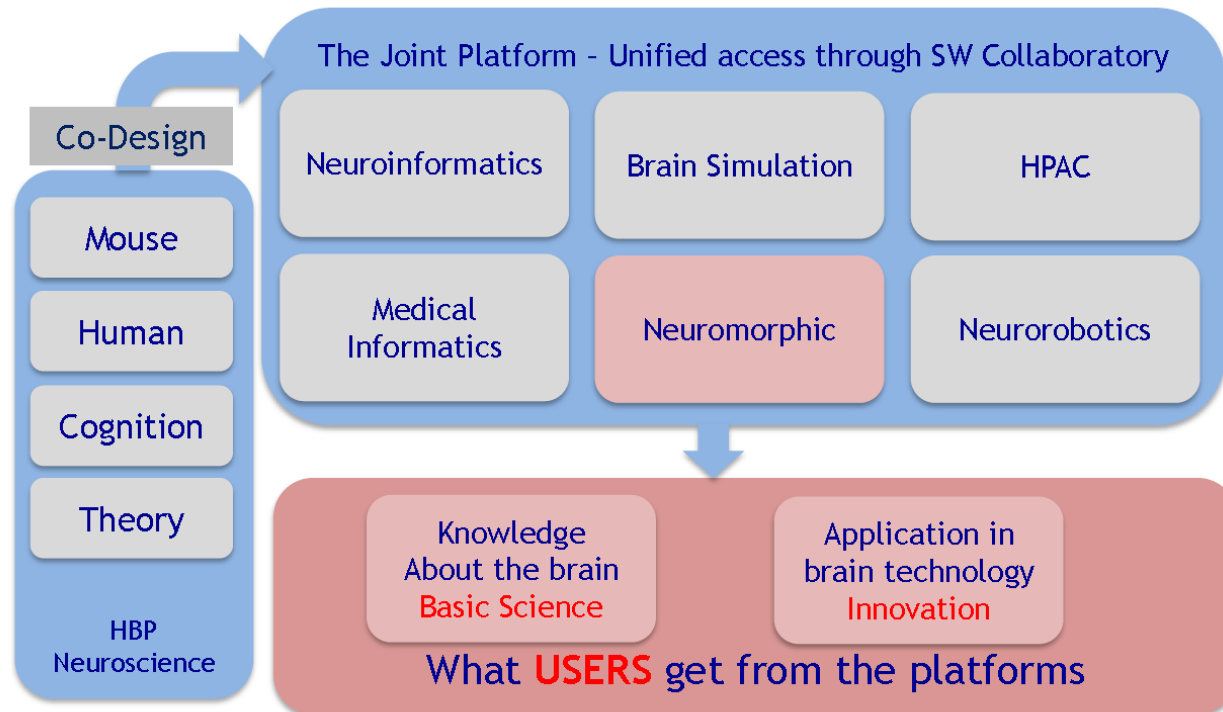 The Joint Platform – Unified access through SW Collaboratory
Co-Design
Neuroinformatics
Brain Simulation
HPAC
Medical
Informatics
Neuromorphic
Neurorobotics
Mouse
Human
Cognition
Theory
HBP
Neuroscience
Knowledge
About the brain
Basic Science
Application in
brain technology
Innovation
What USERS get from the platforms